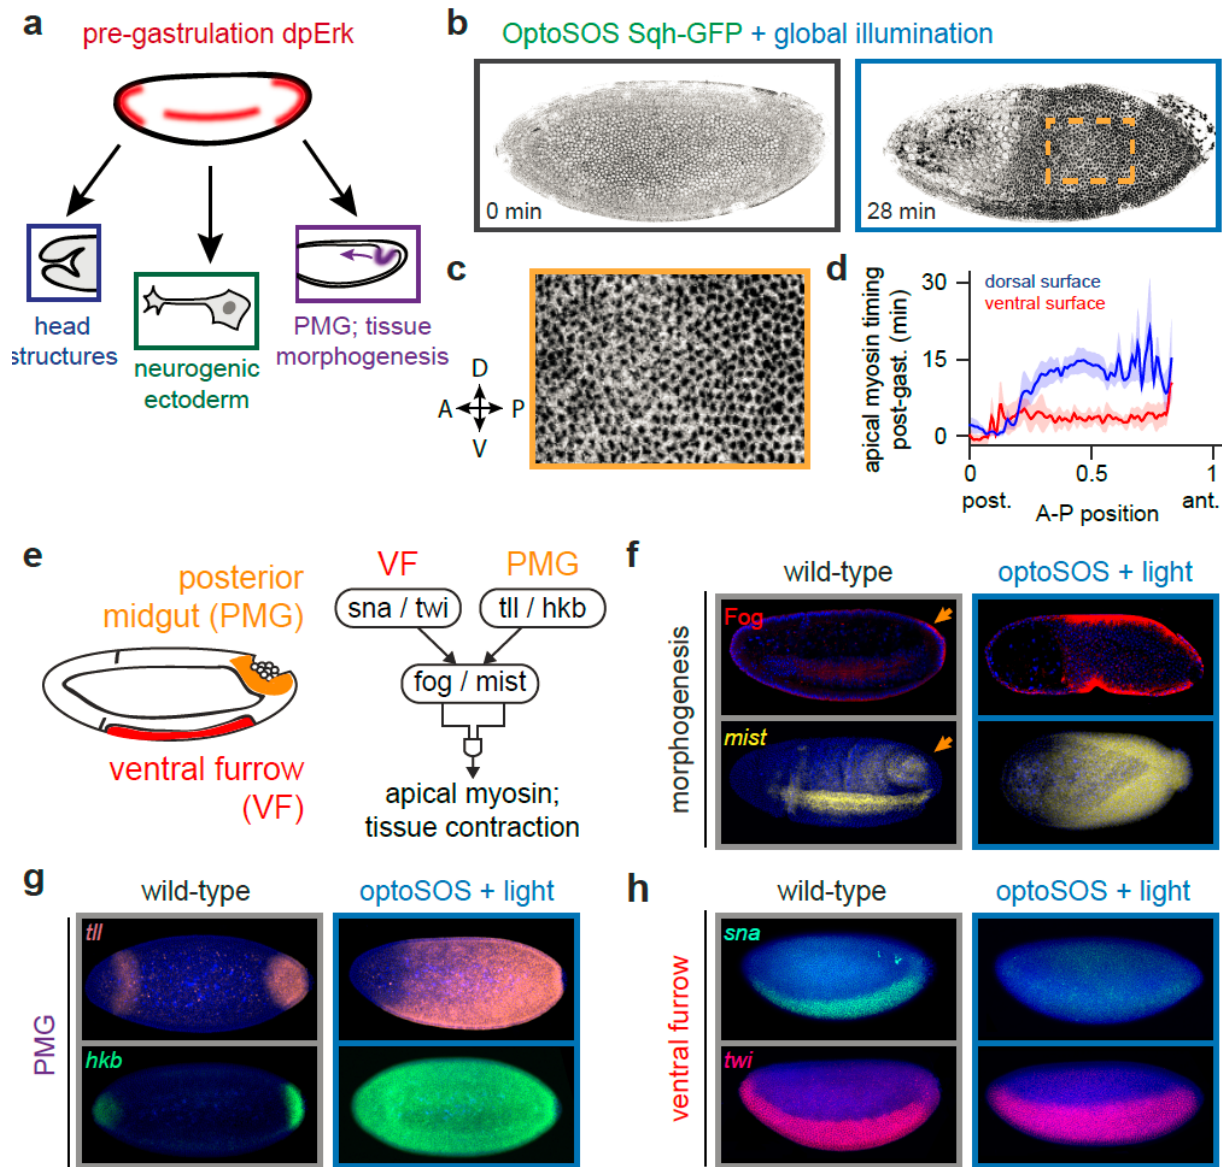 a
pre-gastrulation dpErk
head
structures
neurogenic
ectoderm
PMG; tissue
morphogenesis
b
OptoSOS Sqh-GFP + global illumination
0 min
28 min
c
D
A
P
V
d
apical myosin timing
post-gast. (min)
30
15
0
dorsal surface
ventral surface
0
0.5
1
post.
ant.
A-P position
e
posterior
midgut (PMG)
ventral furrow
(VF)
VF
PMG
sna / twi
tll / hkb
fog / mist
apical myosin;
tissue contraction
f
wild-type
optoSOS + light
morphogenesis
Fog
mist
g
wild-type
optoSOS + light
PMG
tll
hkb
h
wild-type
optoSOS + light
ventral furrow
sna
twi